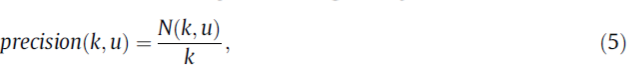 precision(k, u) = N(k, u) / k , (5)